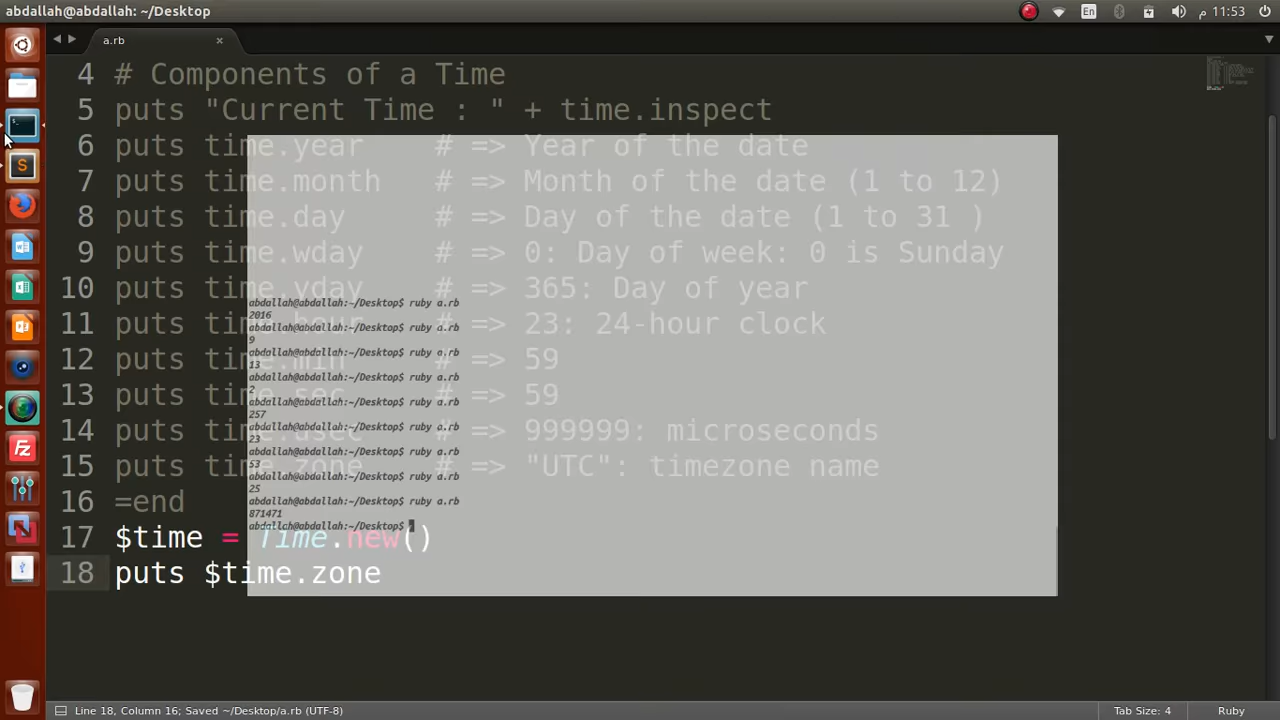 abdallah@abdallah: ~/Desktop
En
11:53 م
a.rb
4 # Components of a Time
5 puts "Current Time : " + time.inspect
6 puts time.year # => Year of the date
7 puts time.month # => Month of the date (1 to 12)
8 puts time.day # => Day of the date (1 to 31 )
9 puts time.wday # => 0: Day of week: 0 is Sunday
10 puts time.yday # => 365: Day of year
11 puts time.hour # => 23: 24-hour clock
12 puts time.min # => 59
13 puts time.sec # => 59
14 puts time.usec # => 999999: microseconds
15 puts time.zone # => "UTC": timezone name
16 =end
17 $time = Time.new()
18 puts $time.zone
abdallah@abdallah:~/Desktop$ ruby a.rb
2016
abdallah@abdallah:~/Desktop$ ruby a.rb
9
abdallah@abdallah:~/Desktop$ ruby a.rb
13
abdallah@abdallah:~/Desktop$ ruby a.rb
2
abdallah@abdallah:~/Desktop$ ruby a.rb
257
abdallah@abdallah:~/Desktop$ ruby a.rb
23
abdallah@abdallah:~/Desktop$ ruby a.rb
53
abdallah@abdallah:~/Desktop$ ruby a.rb
25
abdallah@abdallah:~/Desktop$ ruby a.rb
871471
abdallah@abdallah:~/Desktop$
Line 18, Column 16; Saved ~/Desktop/a.rb (UTF-8)
Tab Size: 4
Ruby